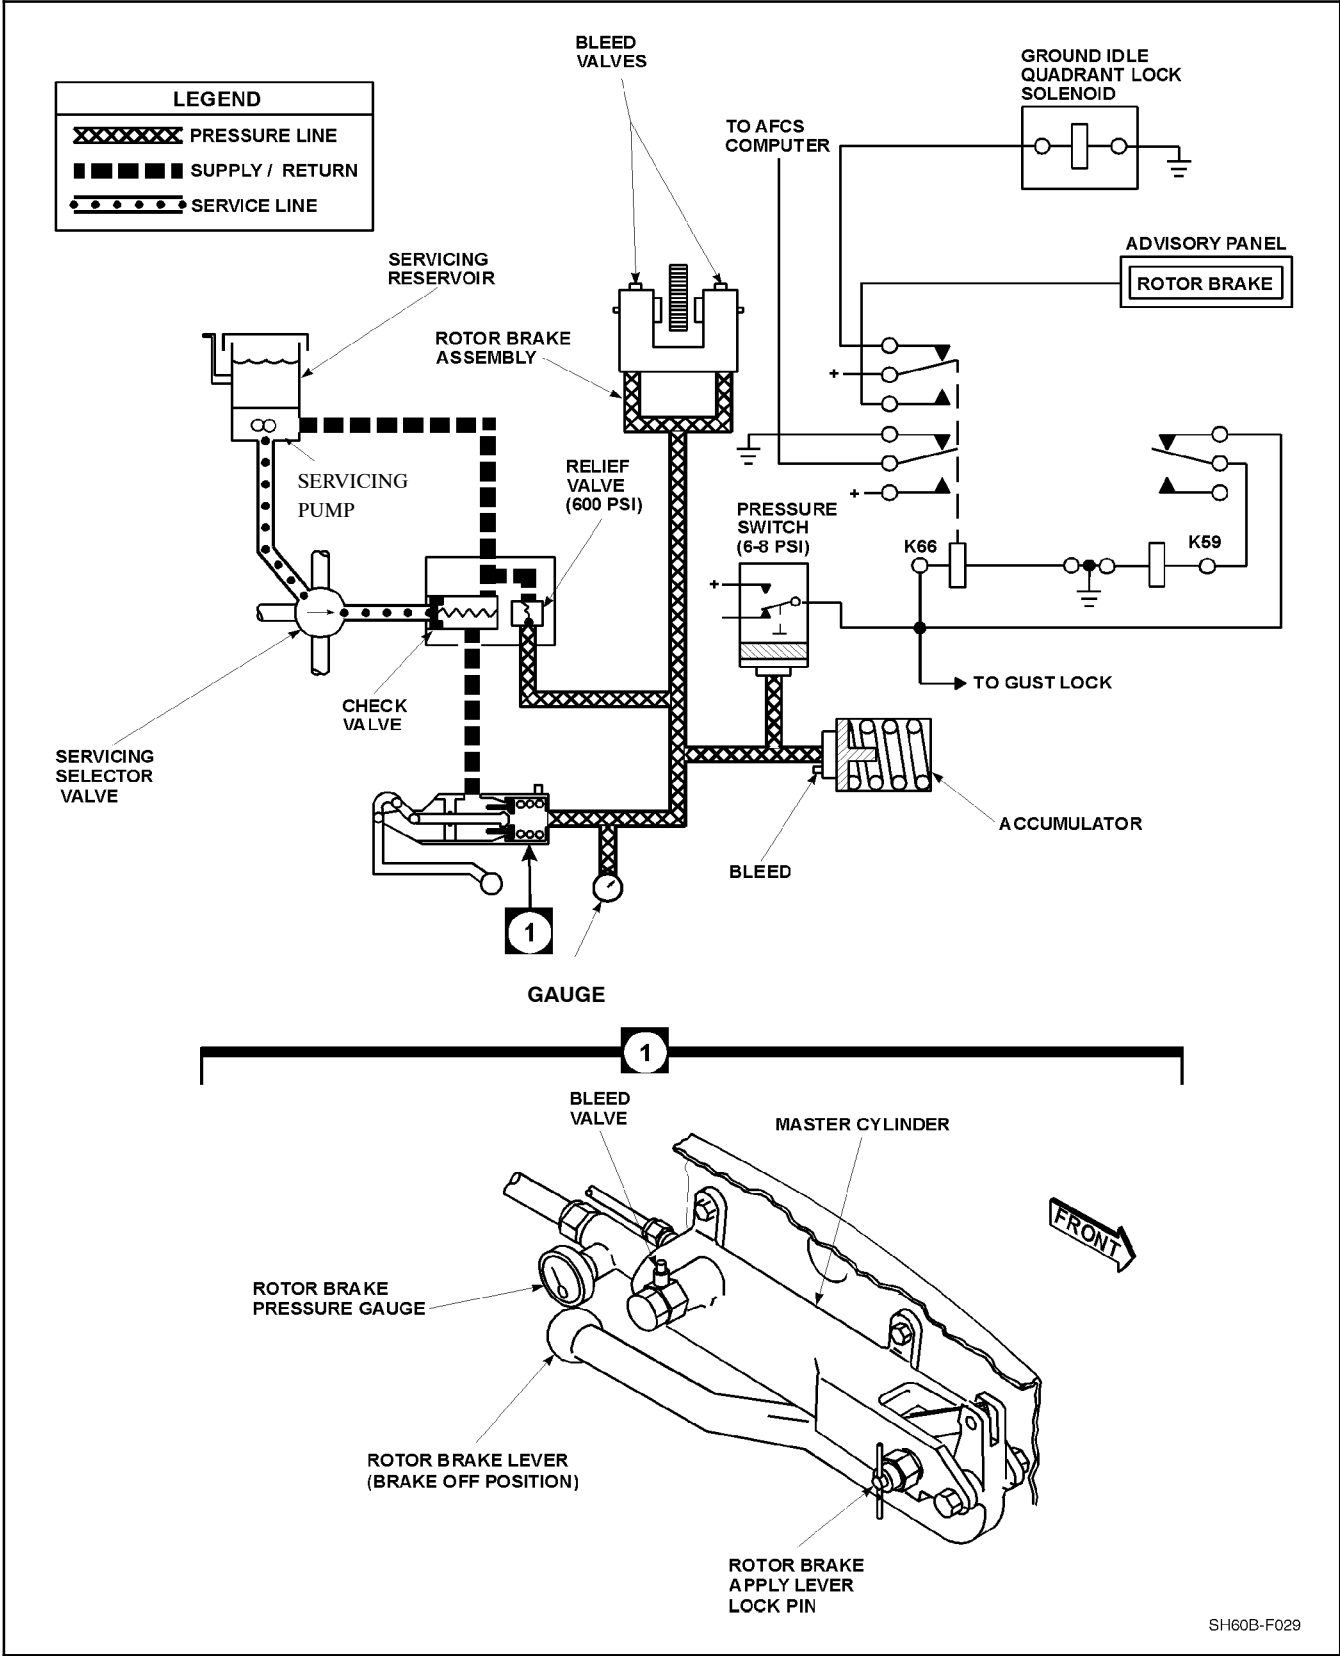 BLEED
VALVES
GROUND IDLE
QUADRANT LOCK
SOLENOID
LEGEND
PRESSURE LINE
SUPPLY / RETURN
SERVICE LINE
TO AFCS
COMPUTER
ADVISORY PANEL
ROTOR BRAKE
SERVICING
RESERVOIR
ROTOR BRAKE
ASSEMBLY
+
+
SERVICING
PUMP
RELIEF
VALVE
(600 PSI)
PRESSURE
SWITCH
(6-8 PSI)
+
K66
K59
TO GUST LOCK
CHECK
VALVE
SERVICING
SELECTOR
VALVE
ACCUMULATOR
BLEED
1
GAUGE
1
BLEED
VALVE
MASTER CYLINDER
FRONT
ROTOR BRAKE
PRESSURE GAUGE
ROTOR BRAKE LEVER
(BRAKE OFF POSITION)
ROTOR BRAKE
APPLY LEVER
LOCK PIN
SH60B-F029